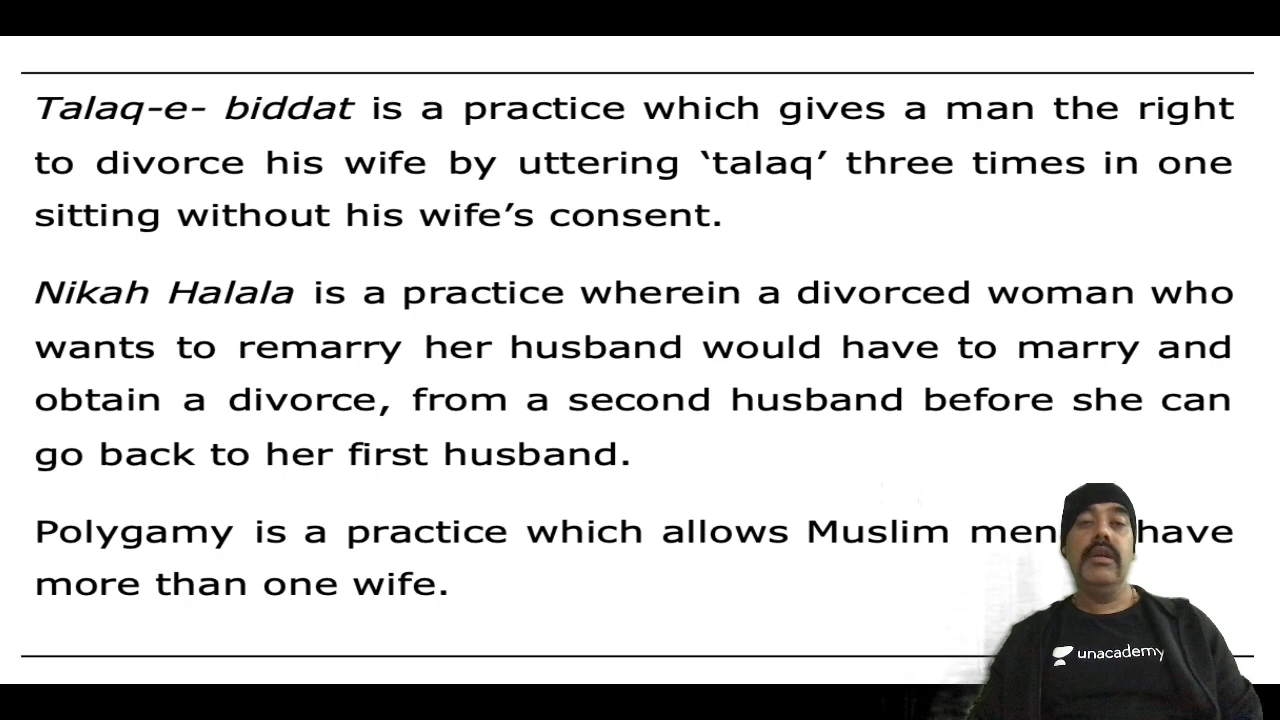 Talaq-e- biddat is a practice which gives a man the right
to divorce his wife by uttering ‘talaq’ three times in one
sitting without his wife’s consent.
Nikah Halala is a practice wherein a divorced woman who
wants to remarry her husband would have to marry and
obtain a divorce, from a second husband before she can
go back to her first husband.
Polygamy is a practice which allows Muslim men have
more than one wife.
unacademy